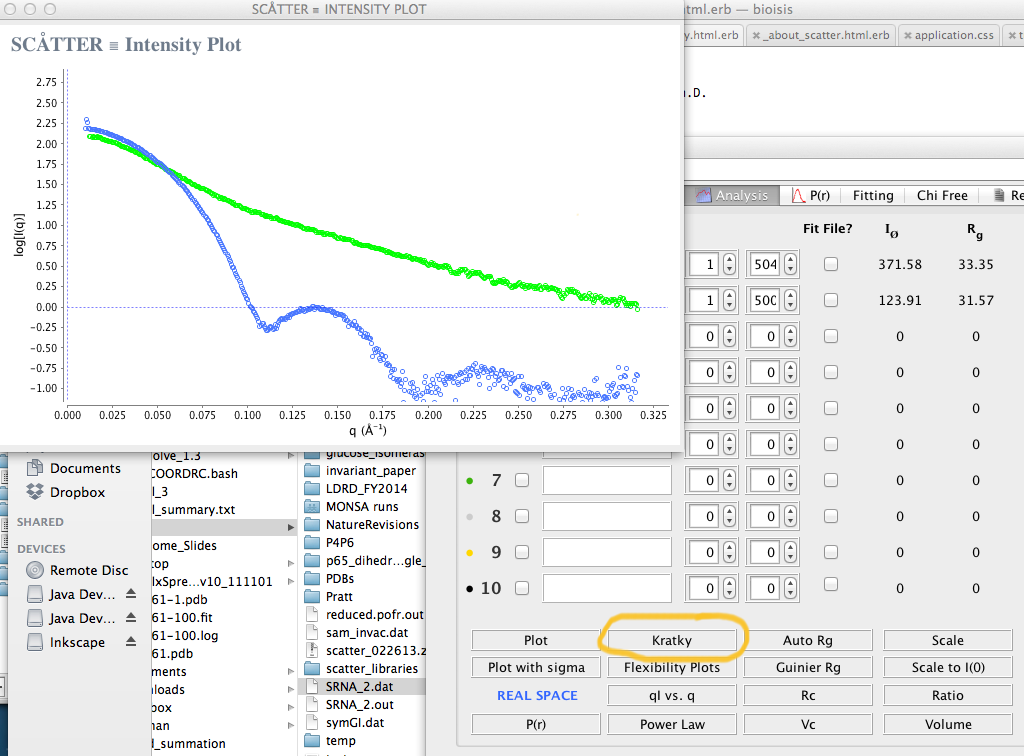 SCÅTTER ≡ INTENSITY PLOT
html.erb — bioisis
SCÅTTER ≡ Intensity Plot
y.html.erb
_about_scatter.html.erb
application.css
.D.
2.75
2.50
2.25
2.00
1.75
1.50
1.25
1.00
0.75
0.50
0.25
0.00
−0.25
−0.50
−0.75
−1.00
log[I(q)]
0.000 0.025 0.050 0.075 0.100 0.125 0.150 0.175 0.200 0.225 0.250 0.275 0.300 0.325
q (Å⁻¹)
Analysis P(r) Fitting Chi Free Re
Fit File? IØ Rg
1 504 371.58 33.35
1 500 123.91 31.57
0 0 0 0
0 0 0 0
0 0 0 0
0 0 0 0
7 0 0 0 0
8 0 0 0 0
9 0 0 0 0
10 0 0 0 0
Documents
Dropbox
SHARED
DEVICES
Remote Disc
Java Dev...
Java Dev...
Inkscape
olve_1.3
COORDRC.bash
l_3
l_summary.txt
ome_Slides
top
lxSpre...v10_111101
61-1.pdb
61-100.fit
61-100.log
61.pdb
ments
loads
box
nan
l_summation
glucose_isomeras
invariant_paper
LDRD_FY2014
MONSA runs
NatureRevisions
P4P6
p65_dihedr...gle_
PDBs
Pratt
reduced.pofr.out
sam_invac.dat
scatter_022613.z
scatter_libraries
SRNA_2.dat
SRNA_2.out
symGI.dat
temp
Plot Kratky Auto Rg Scale
Plot with sigma Flexibility Plots Guinier Rg Scale to I(0)
REAL SPACE qI vs. q Rc Ratio
P(r) Power Law Vc Volume